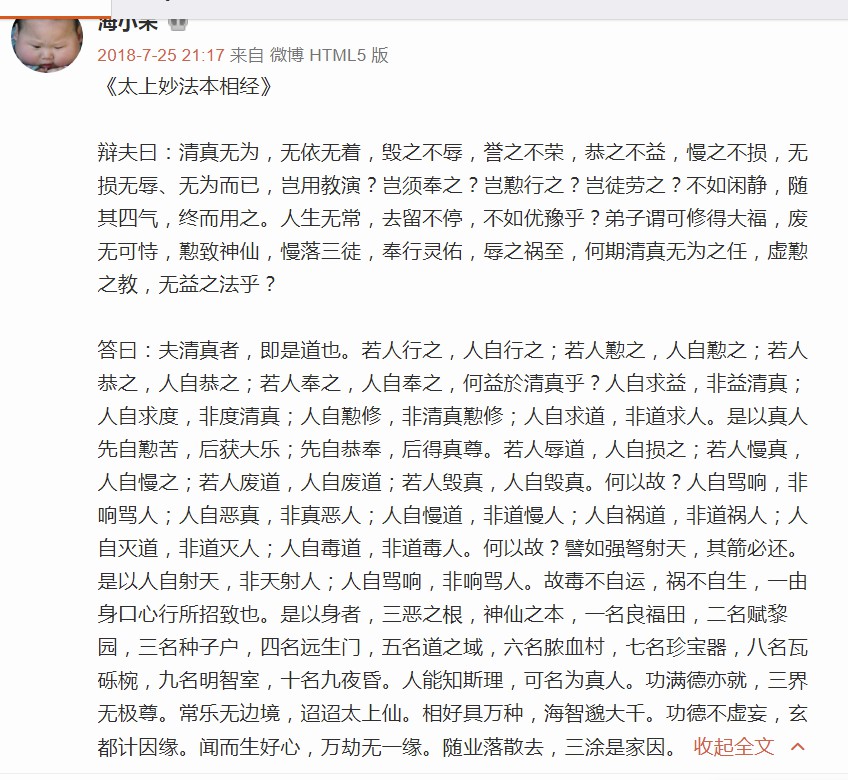 海小呆
2018-7-25 21:17 来自 微博 HTML5 版
《太上妙法本相经》
辩夫曰：清真无为，无依无着，毁之不辱，誉之不荣，恭之不益，慢之不损，无
损无辱、无为而已，岂用教演？岂须奉之？岂懃行之？岂徒劳之？不如闲静，随
其四气，终而用之。人生无常，去留不停，不如优豫乎？弟子谓可修得大福，废
无可恃，懃致神仙，慢落三徒，奉行灵佑，辱之祸至，何期清真无为之任，虚懃
之教，无益之法乎？
答曰：夫清真者，即是道也。若人行之，人自行之；若人懃之，人自懃之；若人
恭之，人自恭之；若人奉之，人自奉之，何益於清真乎？人自求益，非益清真；
人自求度，非度清真；人自懃修，非清真懃修；人自求道，非道求人。是以真人
先自懃苦，后获大乐；先自恭奉，后得真尊。若人辱道，人自损之；若人慢真，
人自慢之；若人废道，人自废道；若人毁真，人自毁真。何以故？人自骂响，非
响骂人；人自恶真，非真恶人；人自慢道，非道慢人；人自祸道，非道祸人；人
自灭道，非道灭人；人自毒道，非道毒人。何以故？譬如强弩射天，其箭必还。
是以人自射天，非天射人；人自骂响，非响骂人。故毒不自运，祸不自生，一由
身口心行所招致也。是以身者，三恶之根，神仙之本，一名良福田，二名赋黎
园，三名种子户，四名远生门，五名道之域，六名脓血村，七名珍宝器，八名瓦
砾椀，九名明智室，十名九夜昏。人能知斯理，可名为真人。功满德亦就，三界
无极尊。常乐无边境，迢迢太上仙。相好具万种，海智邈大千。功德不虚妄，玄
都计因缘。闻而生好心，万劫无一缘。随业落散去，三涂是家因。 收起全文